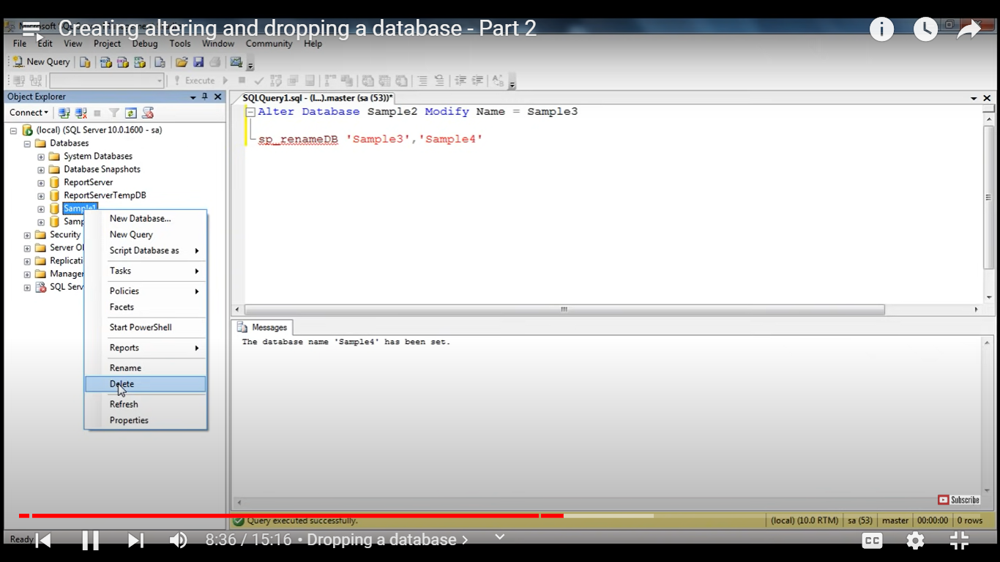 Creating altering and dropping a database - Part 2
File Edit View Project Debug Tools Window Community Help
New Query
Execute
Object Explorer
Connect
(local) (SQL Server 10.0.1600 - sa)
Databases
System Databases
Database Snapshots
ReportServer
ReportServerTempDB
Sample1
Samp
Security
Server Ob
Replicati
Manager
SQL Serv
New Database...
New Query
Script Database as
Tasks
Policies
Facets
Start PowerShell
Reports
Rename
Delete
Refresh
Properties
SQLQuery1.sql - (l...).master (sa (53))*
Alter Database Sample2 Modify Name = Sample3
sp_renameDB 'Sample3','Sample4'
Messages
The database name 'Sample4' has been set.
Subscribe
Query executed successfully.
(local) (10.0 RTM) sa (53) master 00:00:00 0 rows
Ready
8:36 / 15:16 • Dropping a database
CC